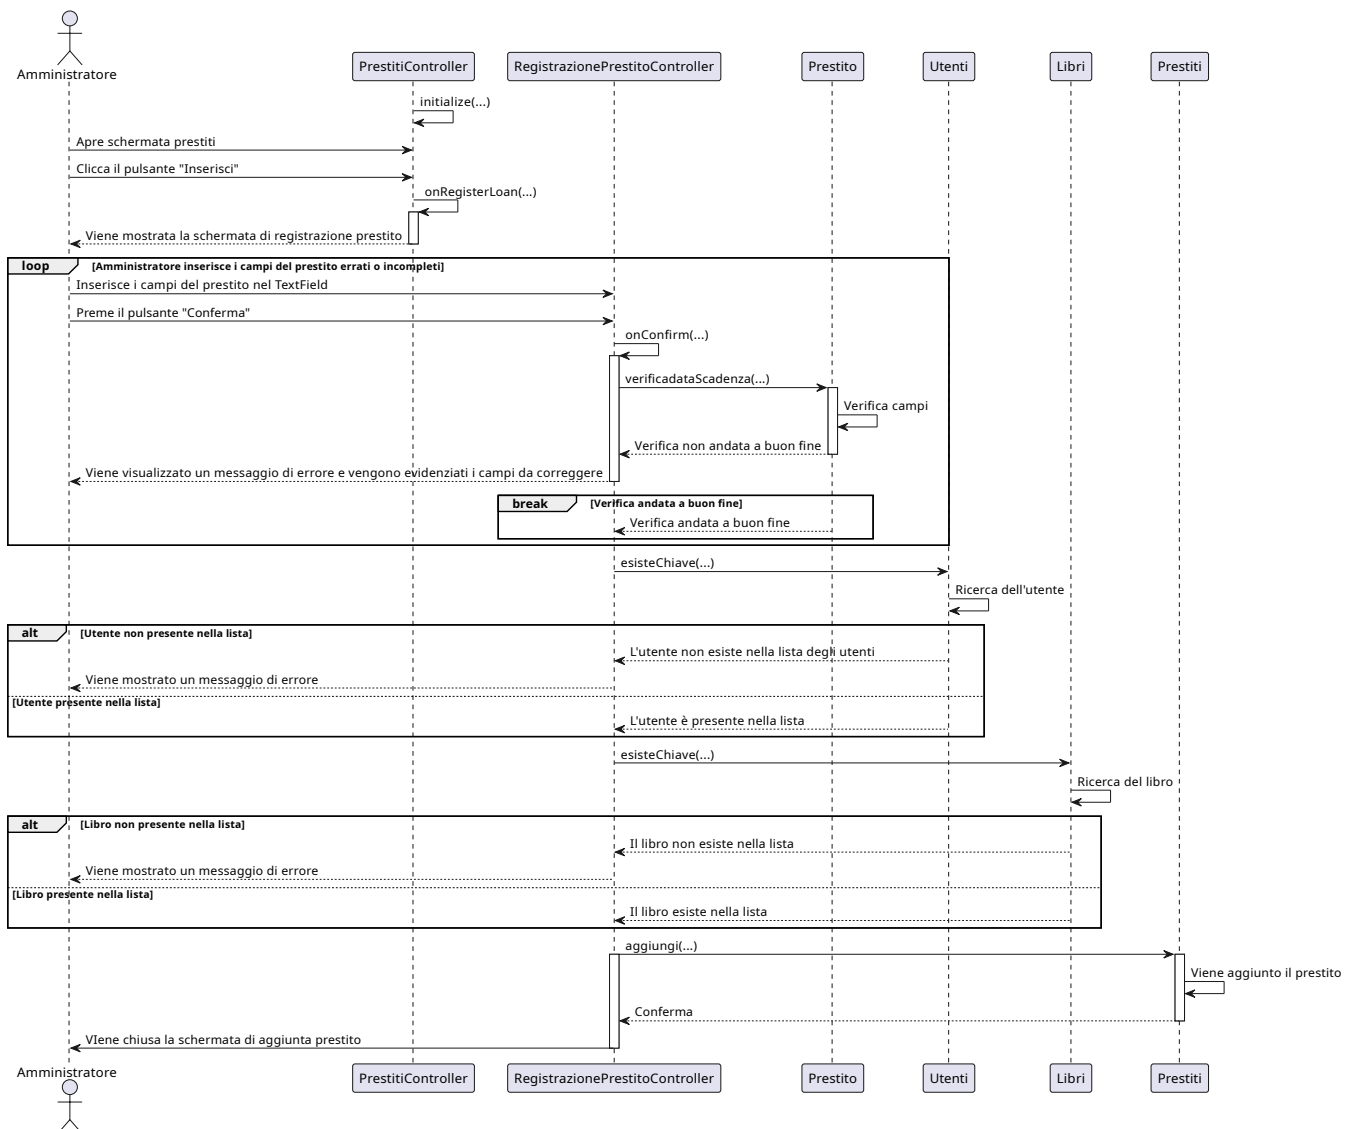 Amministratore
PrestitiController
RegistrazionePrestitoController
Prestito
Utenti
Libri
Prestiti
initialize(...)
Apre schermata prestiti
Clicca il pulsante "Inserisci"
onRegisterLoan(...)
Viene mostrata la schermata di registrazione prestito
loop [Amministratore inserisce i campi del prestito errati o incompleti]
Inserisce i campi del prestito nel TextField
Preme il pulsante "Conferma"
onConfirm(...)
verificadataScadenza(...)
Verifica campi
Verifica non andata a buon fine
Viene visualizzato un messaggio di errore e vengono evidenziati i campi da correggere
break [Verifica andata a buon fine]
Verifica andata a buon fine
esisteChiave(...)
Ricerca dell'utente
alt [Utente non presente nella lista]
L'utente non esiste nella lista degli utenti
Viene mostrato un messaggio di errore
[Utente presente nella lista]
L'utente è presente nella lista
esisteChiave(...)
Ricerca del libro
alt [Libro non presente nella lista]
Il libro non esiste nella lista
Viene mostrato un messaggio di errore
[Libro presente nella lista]
Il libro esiste nella lista
aggiungi(...)
Viene aggiunto il prestito
Conferma
VIene chiusa la schermata di aggiunta prestito
Amministratore
PrestitiController
RegistrazionePrestitoController
Prestito
Utenti
Libri
Prestiti